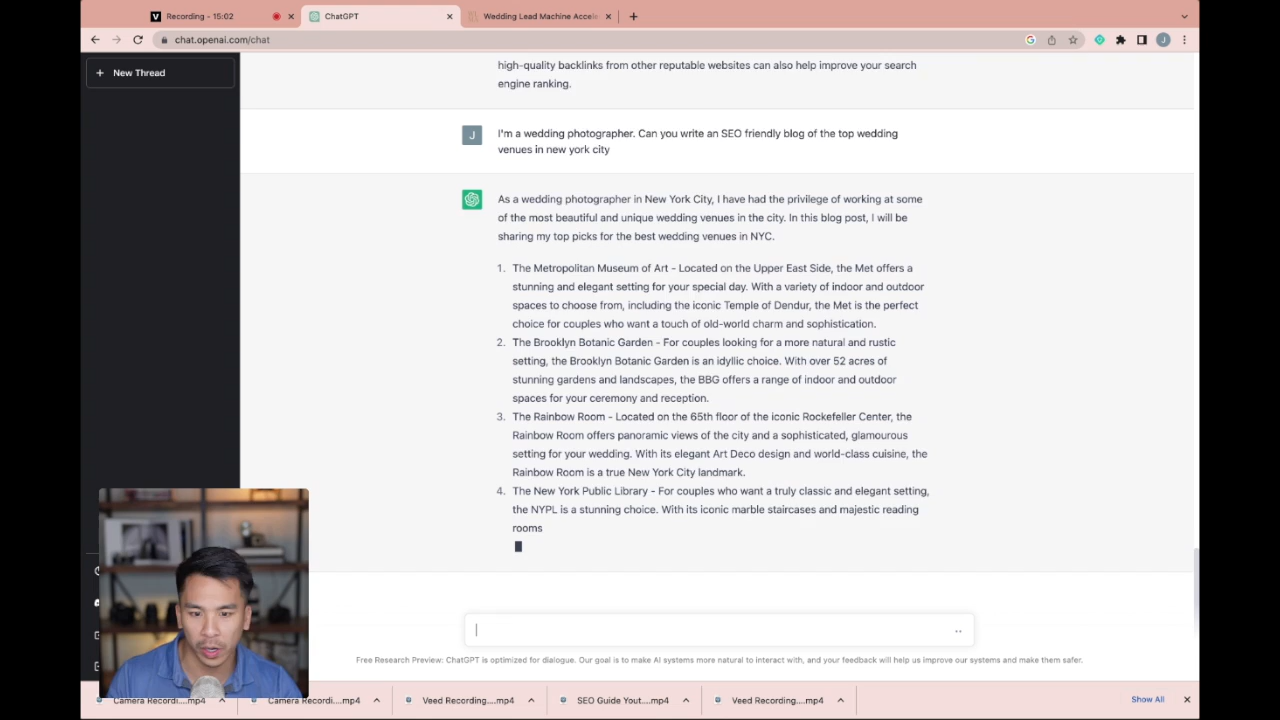 Recording - 15:02
ChatGPT
Wedding Lead Machine Accele
chat.openai.com/chat
J
New Thread
high-quality backlinks from other reputable websites can also help improve your search
engine ranking.
J
I'm a wedding photographer. Can you write an SEO friendly blog of the top wedding
venues in new york city
As a wedding photographer in New York City, I have had the privilege of working at some
of the most beautiful and unique wedding venues in the city. In this blog post, I will be
sharing my top picks for the best wedding venues in NYC.
1. The Metropolitan Museum of Art - Located on the Upper East Side, the Met offers a
stunning and elegant setting for your special day. With a variety of indoor and outdoor
spaces to choose from, including the iconic Temple of Dendur, the Met is the perfect
choice for couples who want a touch of old-world charm and sophistication.
2. The Brooklyn Botanic Garden - For couples looking for a more natural and rustic
setting, the Brooklyn Botanic Garden is an idyllic choice. With over 52 acres of
stunning gardens and landscapes, the BBG offers a range of indoor and outdoor
spaces for your ceremony and reception.
3. The Rainbow Room - Located on the 65th floor of the iconic Rockefeller Center, the
Rainbow Room offers panoramic views of the city and a sophisticated, glamourous
setting for your wedding. With its elegant Art Deco design and world-class cuisine, the
Rainbow Room is a true New York City landmark.
4. The New York Public Library - For couples who want a truly classic and elegant setting,
the NYPL is a stunning choice. With its iconic marble staircases and majestic reading
rooms
Free Research Preview: ChatGPT is optimized for dialogue. Our goal is to make AI systems more natural to interact with, and your feedback will help us improve our systems and make them safer.
Camera Recordi....mp4
Camera Recordi....mp4
Veed Recording....mp4
SEO Guide Yout....mp4
Veed Recording....mp4
Show All